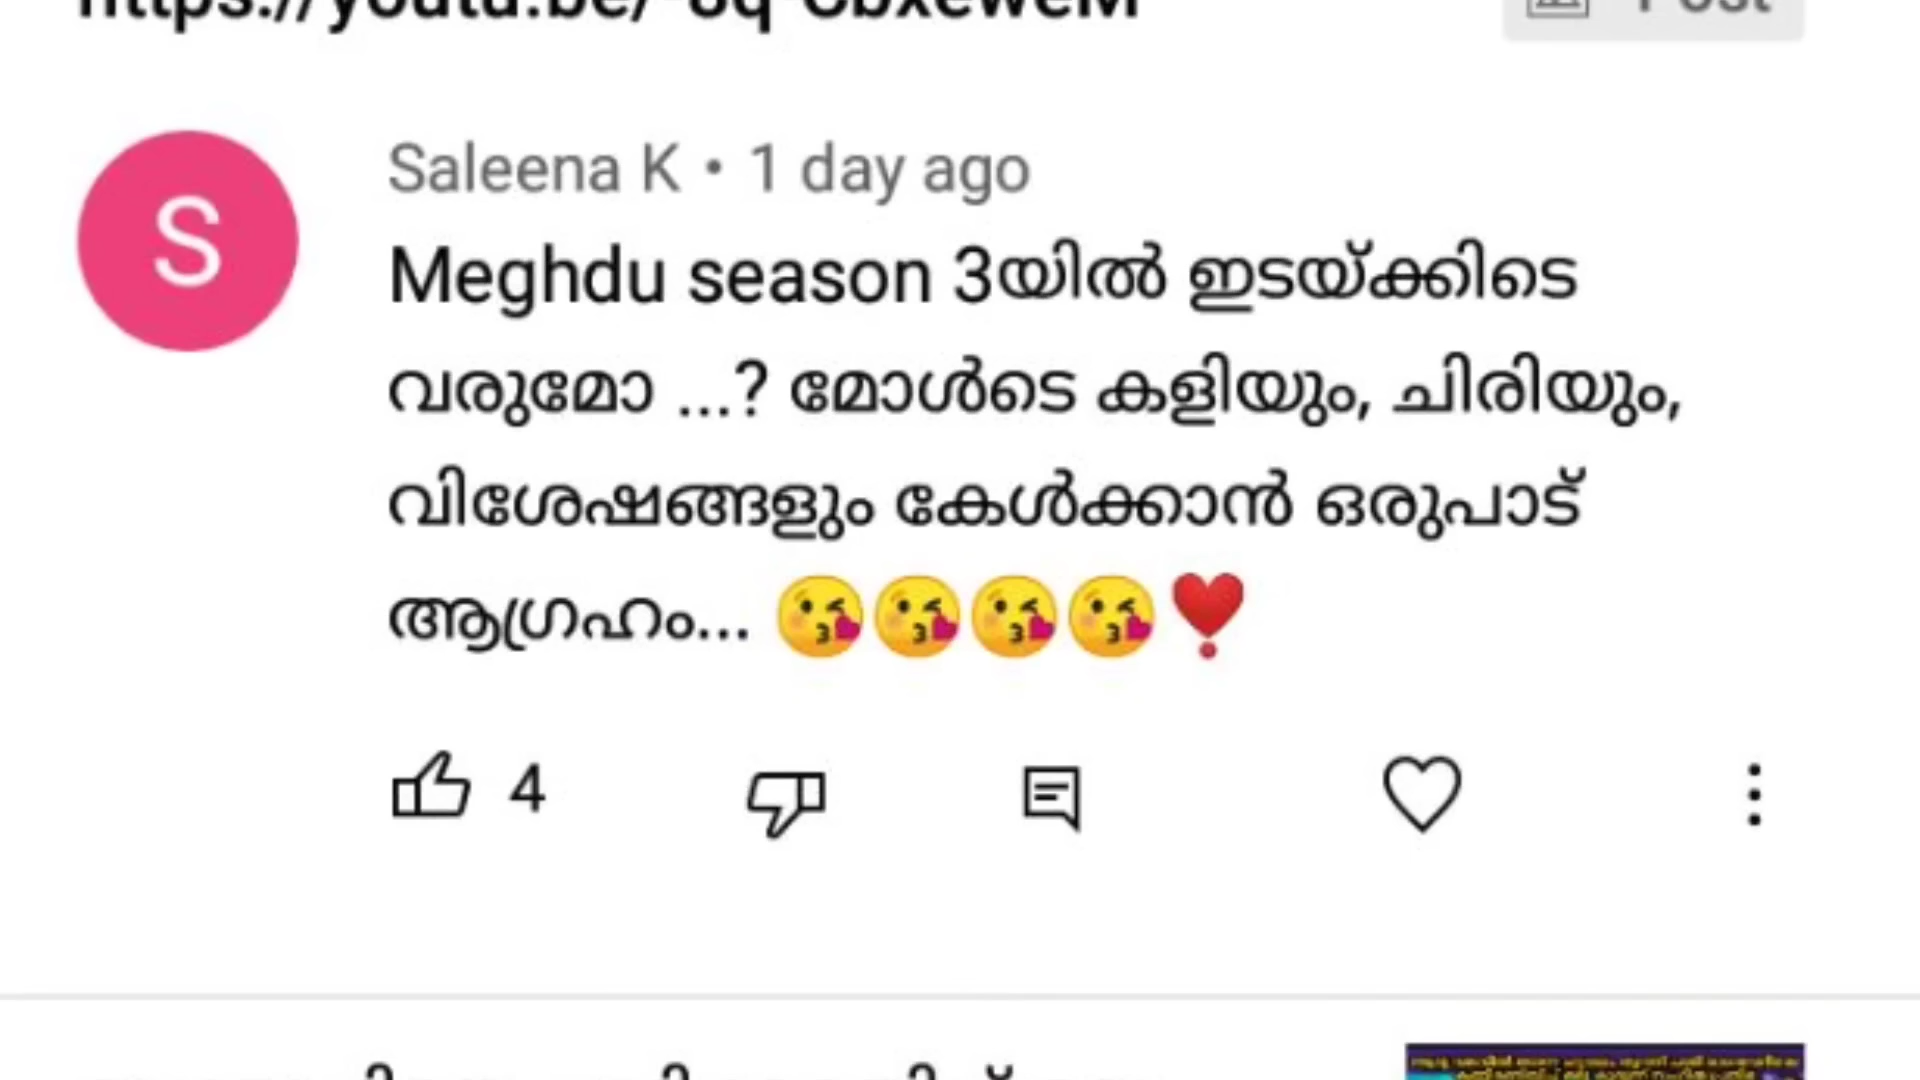 Saleena K • 1 day ago
S
Meghdu season 3യിൽ ഇടയ്ക്കിടെ
വരുമോ ...? മോൾടെ കളിയും, ചിരിയും,
വിശേഷങ്ങളും കേൾക്കാൻ ഒരുപാട്
ആഗ്രഹം... 😘😘😘😘❣️
4